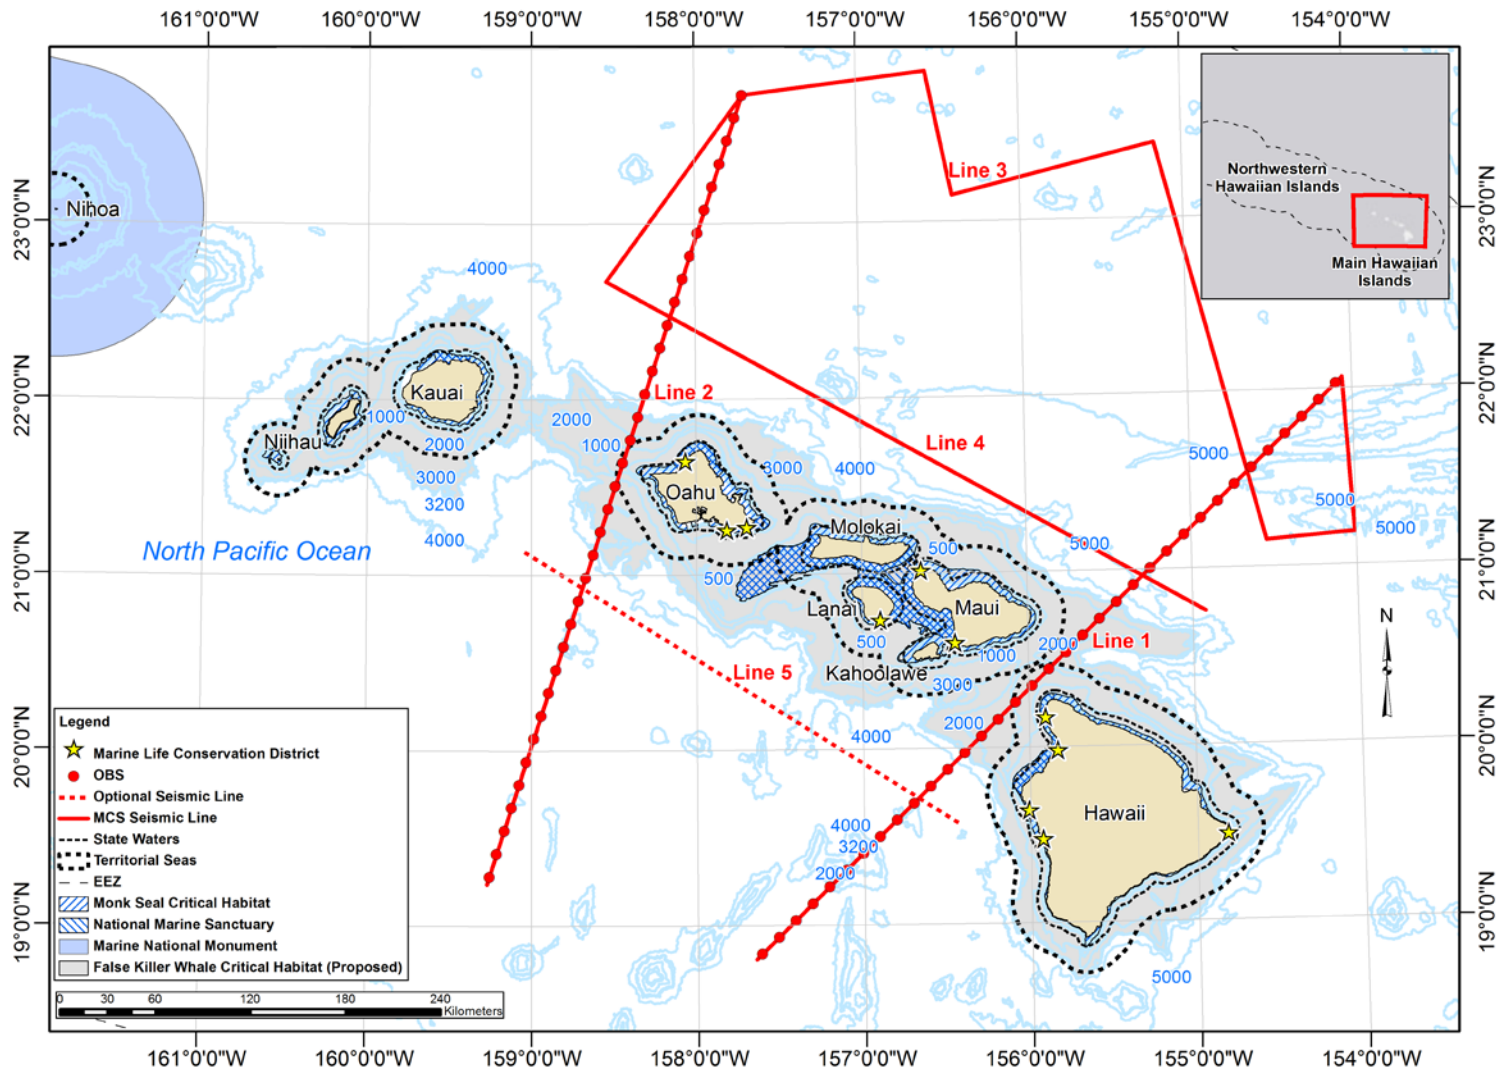 161°0'0"W 160°0'0"W 159°0'0"W 158°0'0"W 157°0'0"W 156°0'0"W 155°0'0"W 154°0'0"W
23°0'0"N
22°0'0"N
21°0'0"N
20°0'0"N
19°0'0"N
Nihoa
Line 3
Northwestern
Hawaiian Islands
Main Hawaiian
Islands
23°0'0"N
4000
Kauai
1000
Niihau
2000
3000
3200
4000
Line 2
2000
1000
Oahu
3000
4000
Line 4
5000
5000
5000
22°0'0"N
North Pacific Ocean
Molokai
500
5000
500
Lanai
Maui
500
1000
2000
Line 1
Kahoolawe
3000
Line 5
2000
4000
21°0'0"N
N
Hawaii
4000
3200
2000
5000
20°0'0"N
19°0'0"N
Legend
Marine Life Conservation District
OBS
Optional Seismic Line
MCS Seismic Line
State Waters
Territorial Seas
EEZ
Monk Seal Critical Habitat
National Marine Sanctuary
Marine National Monument
False Killer Whale Critical Habitat (Proposed)
0 30 60 120 180 240
Kilometers
161°0'0"W 160°0'0"W 159°0'0"W 158°0'0"W 157°0'0"W 156°0'0"W 155°0'0"W 154°0'0"W